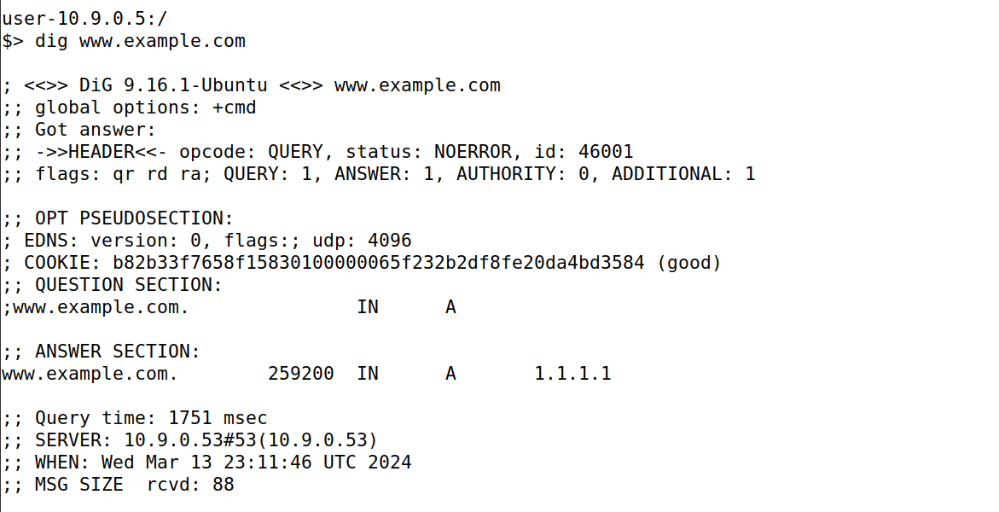 user-10.9.0.5:/
$> dig www.example.com
; <<>> DiG 9.16.1-Ubuntu <<>> www.example.com
;; global options: +cmd
;; Got answer:
;; ->>HEADER<<- opcode: QUERY, status: NOERROR, id: 46001
;; flags: qr rd ra; QUERY: 1, ANSWER: 1, AUTHORITY: 0, ADDITIONAL: 1
;; OPT PSEUDOSECTION:
; EDNS: version: 0, flags:; udp: 4096
; COOKIE: b82b33f7658f15830100000065f232b2df8fe20da4bd3584 (good)
;; QUESTION SECTION:
;www.example.com. IN A
;; ANSWER SECTION:
www.example.com. 259200 IN A 1.1.1.1
;; Query time: 1751 msec
;; SERVER: 10.9.0.53#53(10.9.0.53)
;; WHEN: Wed Mar 13 23:11:46 UTC 2024
;; MSG SIZE  rcvd: 88